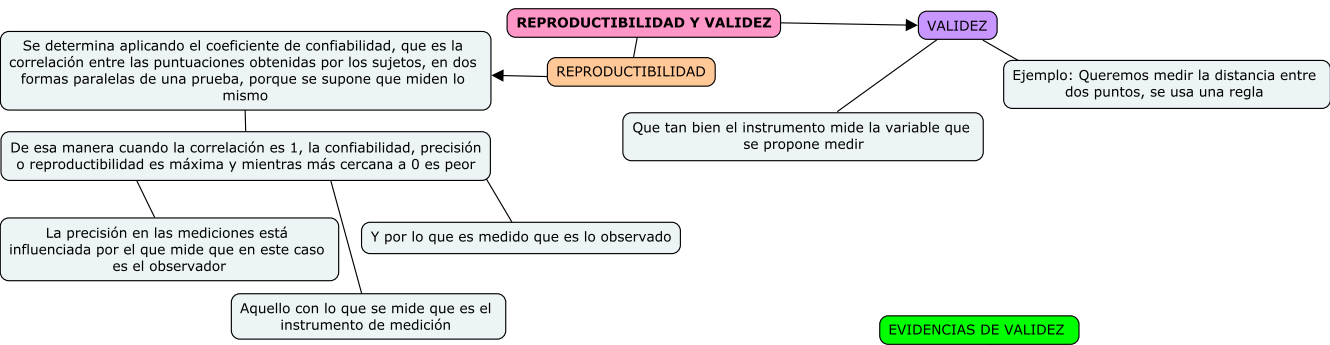 REPRODUCTIBILIDAD Y VALIDEZ
VALIDEZ
REPRODUCTIBILIDAD
Se determina aplicando el coeficiente de confiabilidad, que es la
correlación entre las puntuaciones obtenidas por los sujetos, en dos
formas paralelas de una prueba, porque se supone que miden lo
mismo
De esa manera cuando la correlación es 1, la confiabilidad, precisión
o reproductibilidad es máxima y mientras más cercana a 0 es peor
La precisión en las mediciones está
influenciada por el que mide que en este caso
es el observador
Aquello con lo que se mide que es el
instrumento de medición
Y por lo que es medido que es lo observado
Que tan bien el instrumento mide la variable que
se propone medir
Ejemplo: Queremos medir la distancia entre
dos puntos, se usa una regla
EVIDENCIAS DE VALIDEZ